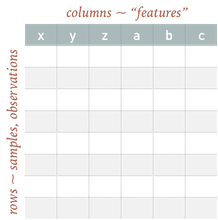 columns ~ “features”
x y z a b c
rows ~ samples, observations